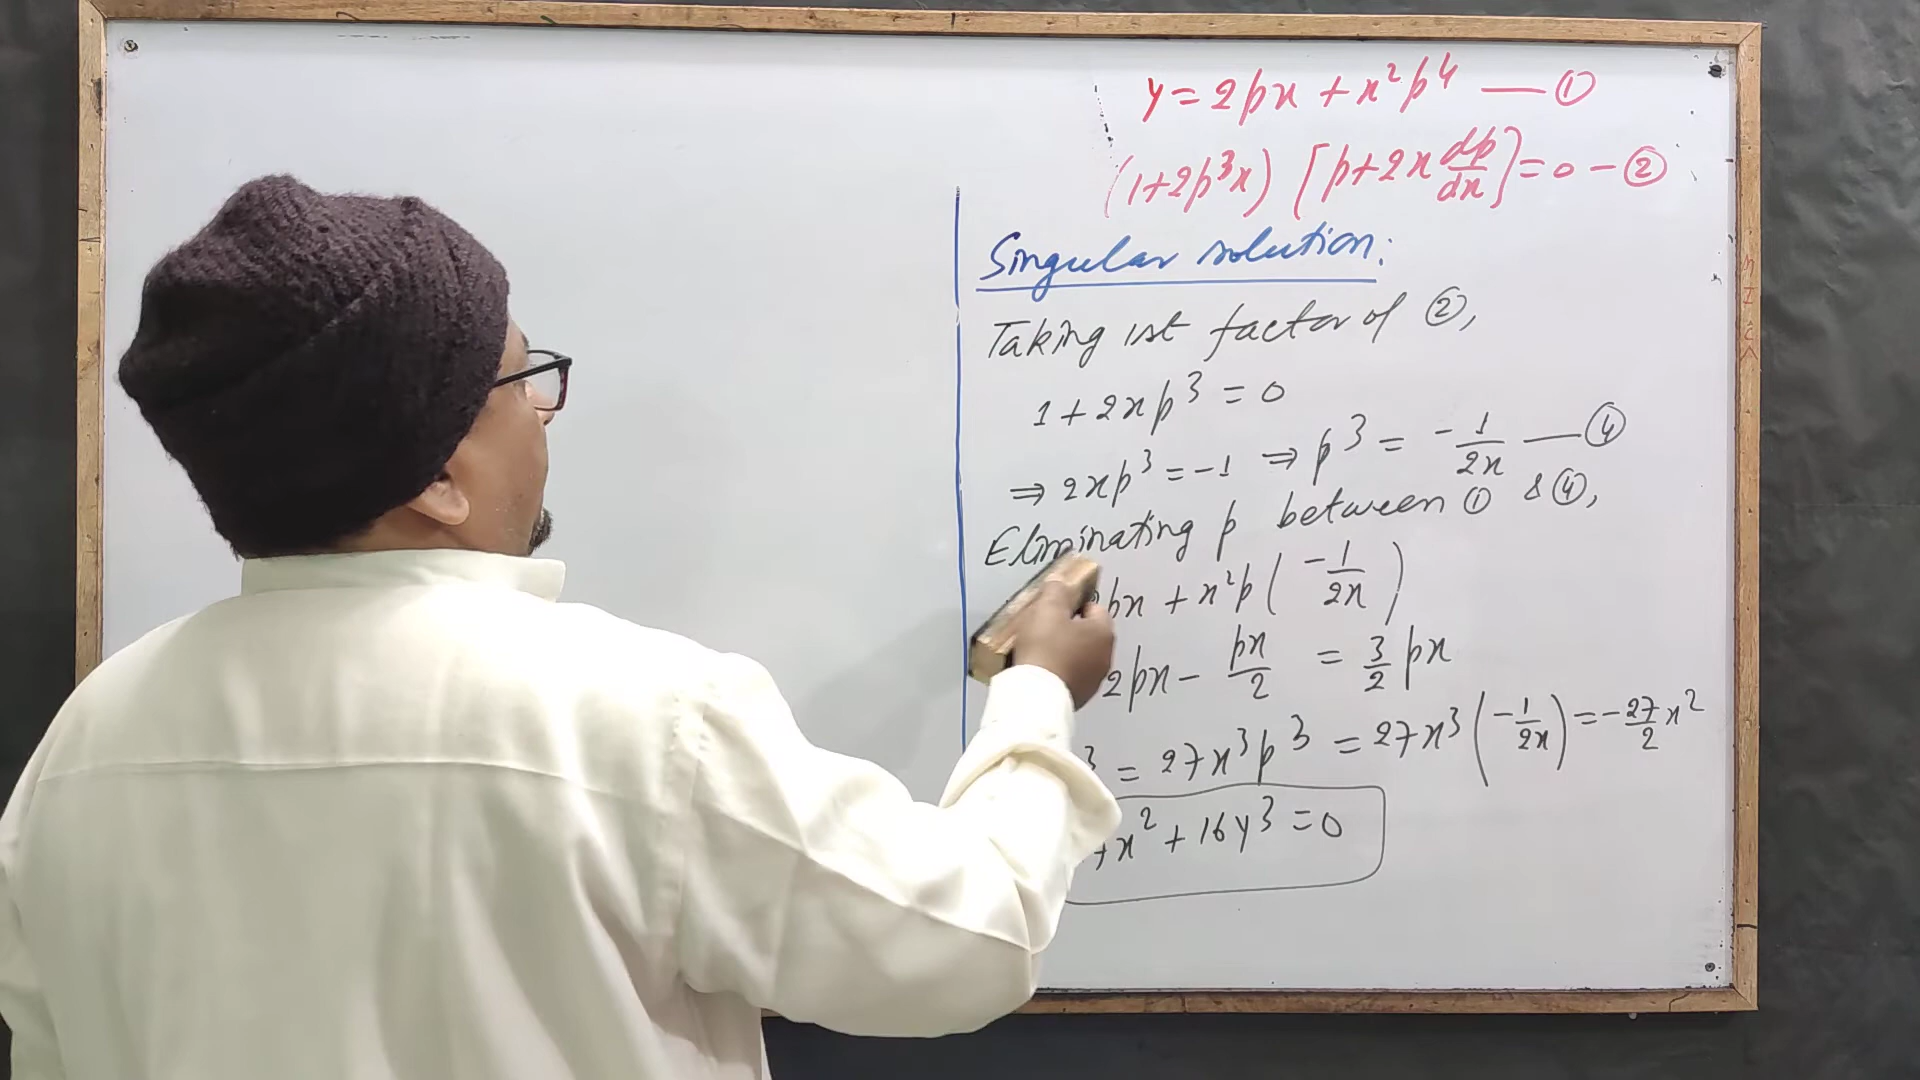 y = 2px + x²p⁴ — ①
(1+2p³x) [p+2x dp/dx] = 0 — ②
Singular solution:
Taking 1st factor of ②,
1 + 2xp³ = 0
⇒ 2xp³ = -1 ⇒ p³ = -1/2x — ④
Eliminating p between ① & ④,
px + x²p(-1/2x)
2px - px/2 = 3/2 px
³ = 27x³p³ = 27x³(-1/2x) = -27/2 x²
x² + 16y³ = 0